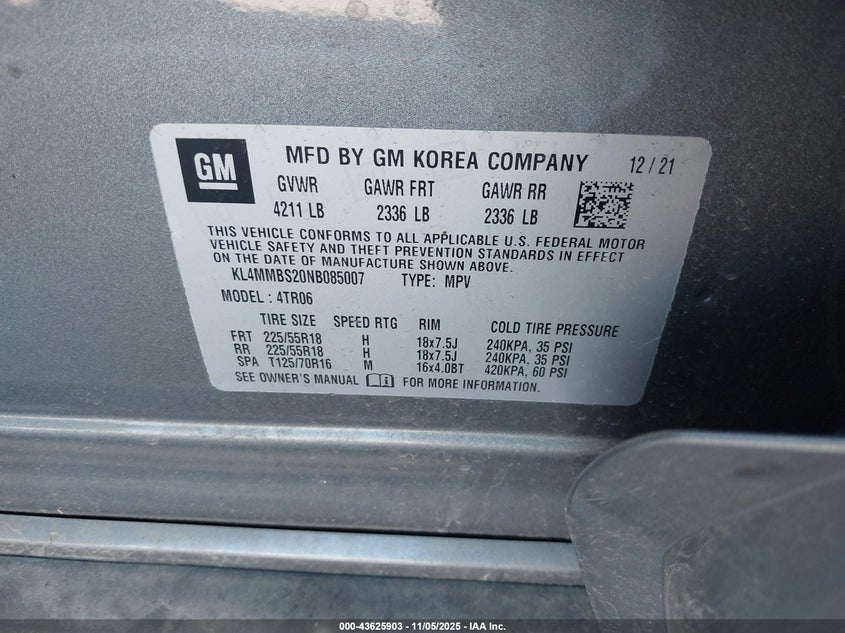 GM
MFD BY GM KOREA COMPANY 12/21
GVWR GAWR FRT GAWR RR
4211 LB 2336 LB 2336 LB
THIS VEHICLE CONFORMS TO ALL APPLICABLE U.S. FEDERAL MOTOR
VEHICLE SAFETY AND THEFT PREVENTION STANDARDS IN EFFECT
ON THE DATE OF MANUFACTURE SHOWN ABOVE.
KL4MMBS20NB085007 TYPE: MPV
MODEL : 4TR06
TIRE SIZE SPEED RTG RIM COLD TIRE PRESSURE
FRT 225/55R18 H 18x7.5J 240KPA, 35 PSI
RR 225/55R18 H 18x7.5J 240KPA, 35 PSI
SPA T125/70R16 M 16x4.0BT 420KPA, 60 PSI
SEE OWNER'S MANUAL FOR MORE INFORMATION.
000-43625903 - 11/05/2025 - IAA Inc.